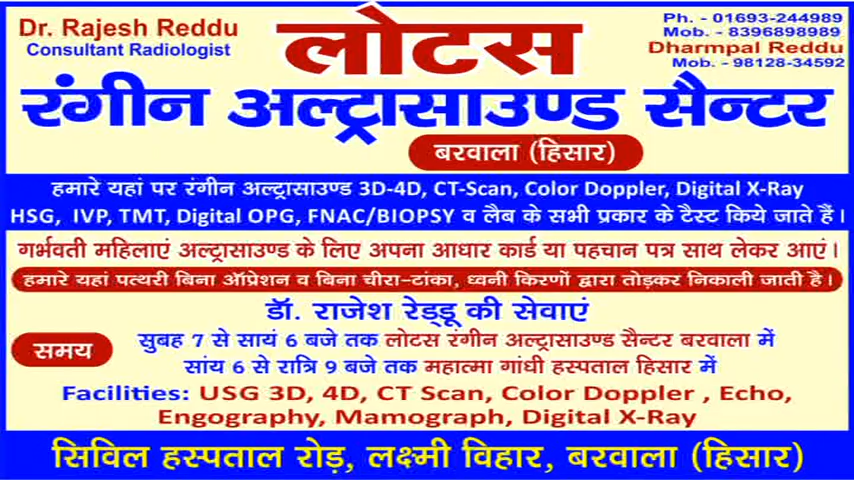 Dr. Rajesh Reddu
Consultant Radiologist
लोटस
Ph. - 01693-244989
Mob. - 8396898989
Dharmpal Reddu
Mob. - 98128-34592
रंगीन अल्ट्रासाउण्ड सैन्टर
बरवाला (हिसार)
हमारे यहां पर रंगीन अल्ट्रासाउण्ड 3D-4D, CT-Scan, Color Doppler, Digital X-Ray
HSG, IVP, TMT, Digital OPG, FNAC/BIOPSY व लैब के सभी प्रकार के टैस्ट किये जाते हैं।
गर्भवती महिलाएं अल्ट्रासाउण्ड के लिए अपना आधार कार्ड या पहचान पत्र साथ लेकर आएं।
हमारे यहां पत्थरी बिना ऑप्रेशन व बिना चीरा-टांका, ध्वनी किरणों द्वारा तोड़कर निकाली जाती है।
डॉ. राजेश रेड्डू की सेवाएं
समय
सुबह 7 से सायं 6 बजे तक लोटस रंगीन अल्ट्रासाउण्ड सैन्टर बरवाला में
सांय 6 से रात्रि 9 बजे तक महात्मा गांधी हस्पताल हिसार में
Facilities: USG 3D, 4D, CT Scan, Color Doppler , Echo,
Engography, Mamograph, Digital X-Ray
सिविल हस्पताल रोड़, लक्ष्मी विहार, बरवाला (हिसार)